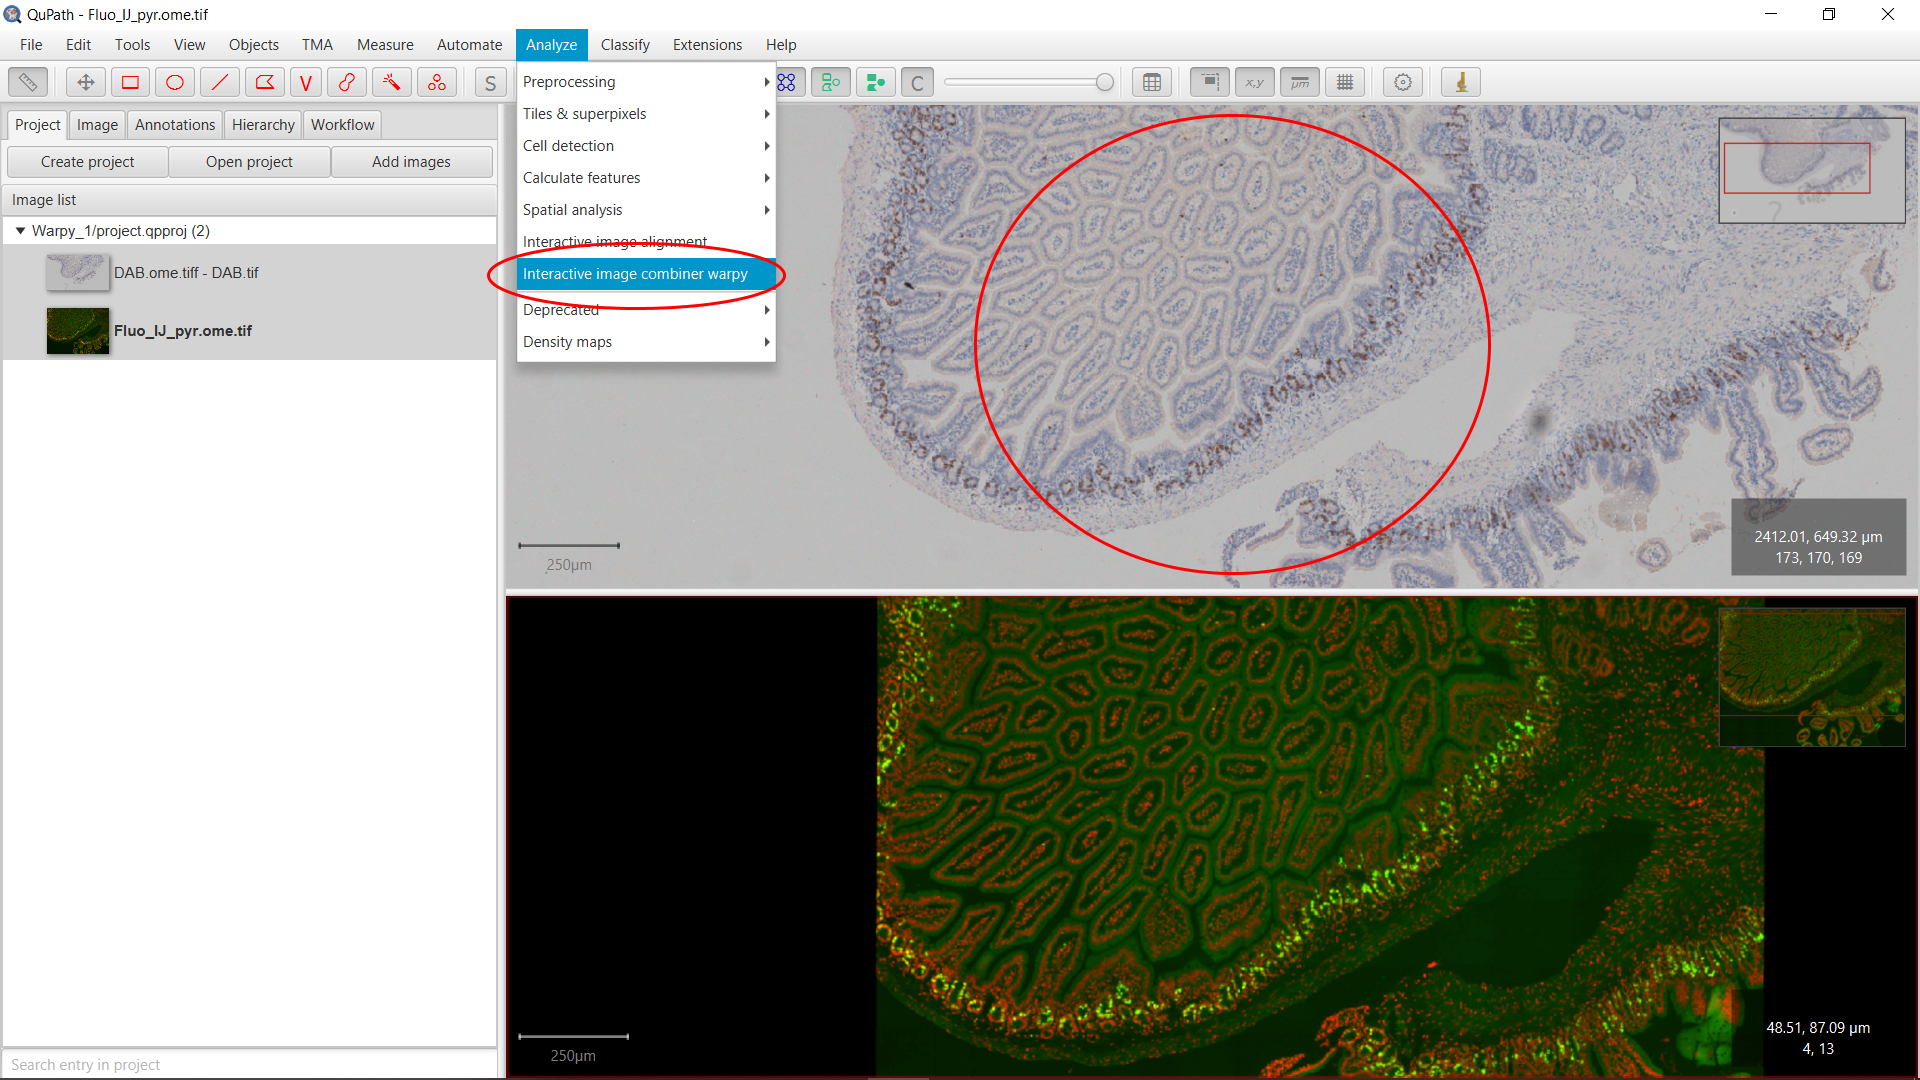 QuPath - Fluo_IJ_pyr.ome.tif
File Edit Tools View Objects TMA Measure Automate Analyze Classify Extensions Help
V S C x,y µm
Project Image Annotations Hierarchy Workflow
Create project Open project Add images
Image list
Warpy_1/project.qpproj (2)
DAB.ome.tiff - DAB.tif
Fluo_IJ_pyr.ome.tif
Search entry in project
Preprocessing
Tiles & superpixels
Cell detection
Calculate features
Spatial analysis
Interactive image alignment
Interactive image combiner warpy
Deprecated
Density maps
250µm
2412.01, 649.32 µm
173, 170, 169
250µm
48.51, 87.09 µm
4, 13